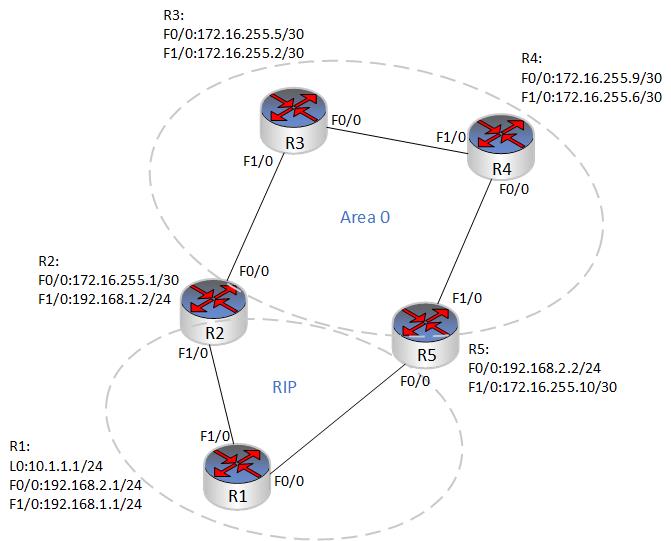 R3:
F0/0:172.16.255.5/30
F1/0:172.16.255.2/30
R4:
F0/0:172.16.255.9/30
F1/0:172.16.255.6/30
F0/0
R3
F1/0
F1/0
R4
F0/0
Area 0
R2:
F0/0:172.16.255.1/30
F1/0:192.168.1.2/24
F0/0
R2
F1/0
F1/0
R5
F0/0
R5:
F0/0:192.168.2.2/24
F1/0:172.16.255.10/30
RIP
R1:
L0:10.1.1.1/24
F0/0:192.168.2.1/24
F1/0:192.168.1.1/24
F1/0
R1
F0/0